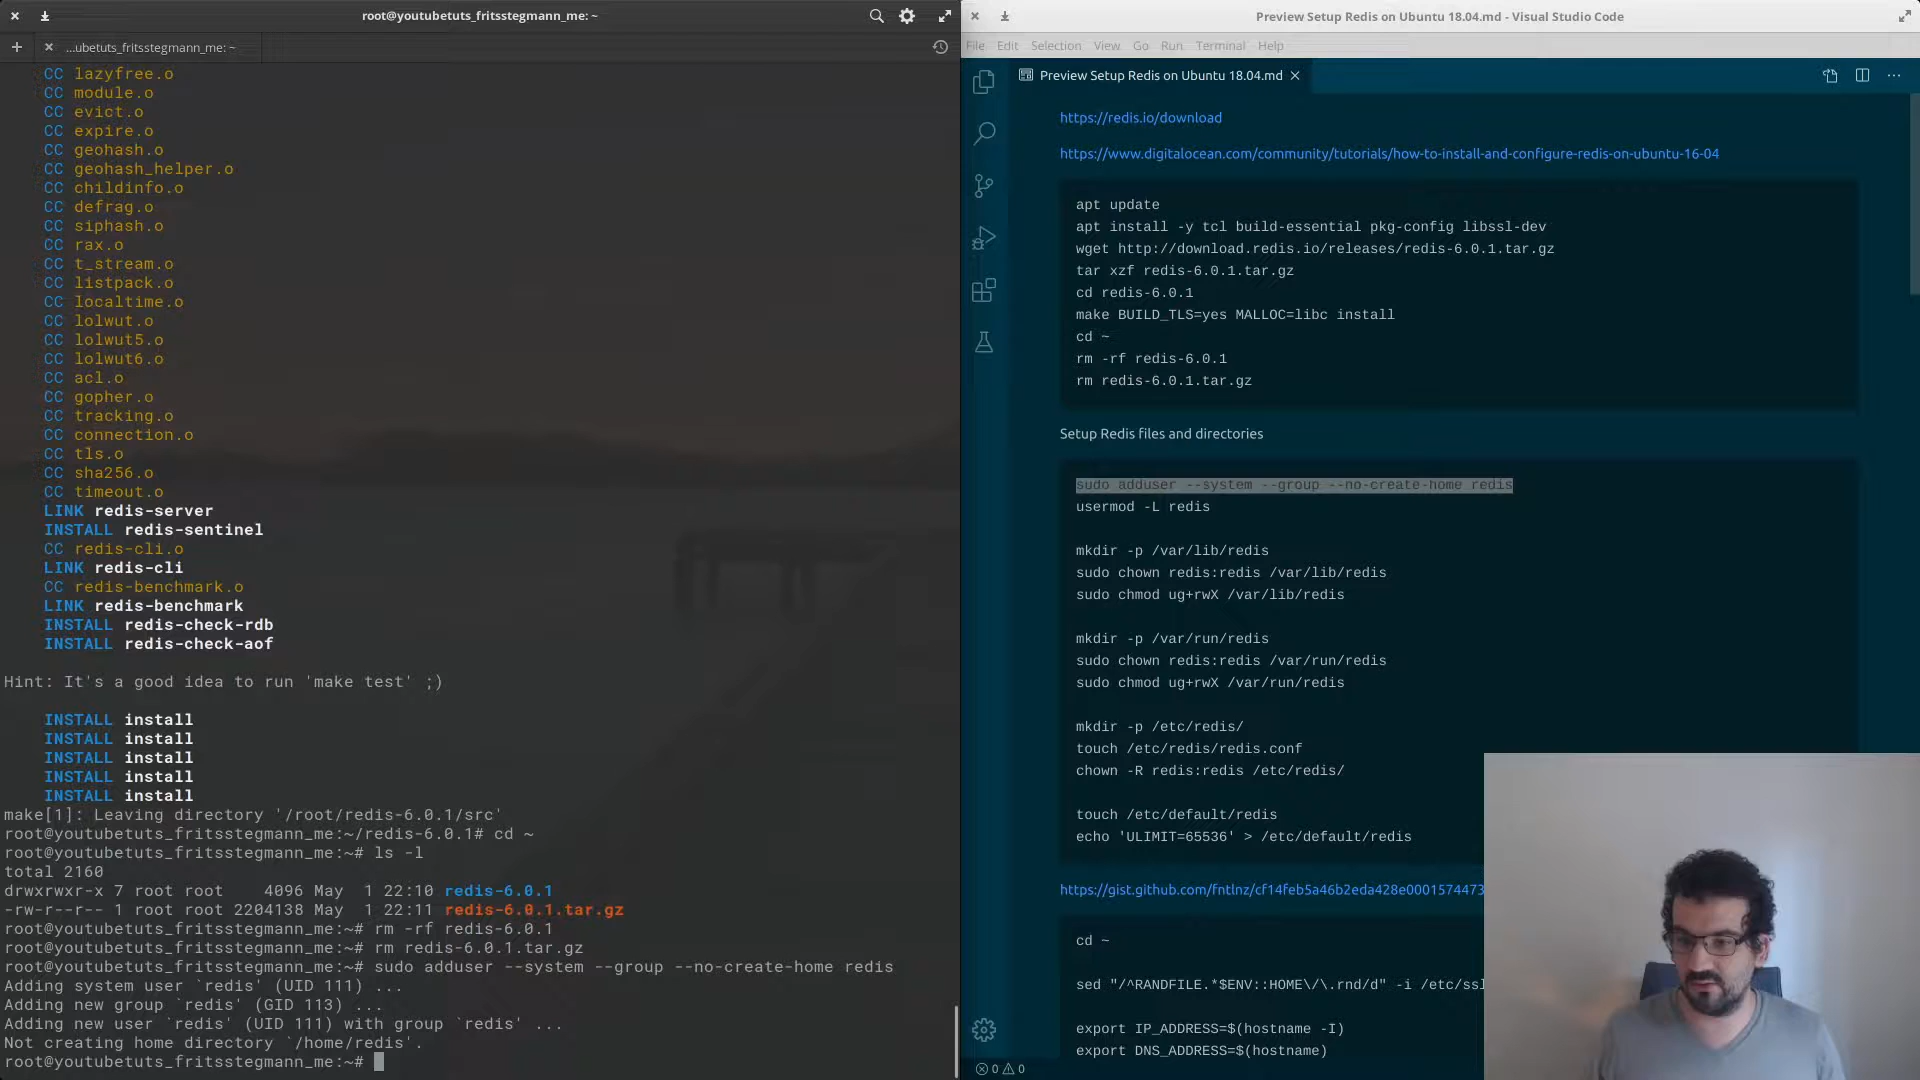 root@youtubetuts_fritsstegmann_me: ~
...ubetuts_fritsstegmann_me: ~
CC lazyfree.o
CC module.o
CC evict.o
CC expire.o
CC geohash.o
CC geohash_helper.o
CC childinfo.o
CC defrag.o
CC siphash.o
CC rax.o
CC t_stream.o
CC listpack.o
CC localtime.o
CC lolwut.o
CC lolwut5.o
CC lolwut6.o
CC acl.o
CC gopher.o
CC tracking.o
CC connection.o
CC tls.o
CC sha256.o
CC timeout.o
LINK redis-server
INSTALL redis-sentinel
CC redis-cli.o
LINK redis-cli
CC redis-benchmark.o
LINK redis-benchmark
INSTALL redis-check-rdb
INSTALL redis-check-aof
Hint: It's a good idea to run 'make test' ;)
INSTALL install
INSTALL install
INSTALL install
INSTALL install
INSTALL install
make[1]: Leaving directory '/root/redis-6.0.1/src'
root@youtubetuts_fritsstegmann_me:~/redis-6.0.1# cd ~
root@youtubetuts_fritsstegmann_me:~# ls -l
total 2160
drwxrwxr-x 7 root root    4096 May  1 22:10 redis-6.0.1
-rw-r--r-- 1 root root 2204138 May  1 22:11 redis-6.0.1.tar.gz
root@youtubetuts_fritsstegmann_me:~# rm -rf redis-6.0.1
root@youtubetuts_fritsstegmann_me:~# rm redis-6.0.1.tar.gz
root@youtubetuts_fritsstegmann_me:~# sudo adduser --system --group --no-create-home redis
Adding system user `redis' (UID 111) ...
Adding new group `redis' (GID 113) ...
Adding new user `redis' (UID 111) with group `redis' ...
Not creating home directory `/home/redis'.
root@youtubetuts_fritsstegmann_me:~#
Preview Setup Redis on Ubuntu 18.04.md - Visual Studio Code
File Edit Selection View Go Run Terminal Help
Preview Setup Redis on Ubuntu 18.04.md
https://redis.io/download
https://www.digitalocean.com/community/tutorials/how-to-install-and-configure-redis-on-ubuntu-16-04
apt update
apt install -y tcl build-essential pkg-config libssl-dev
wget http://download.redis.io/releases/redis-6.0.1.tar.gz
tar xzf redis-6.0.1.tar.gz
cd redis-6.0.1
make BUILD_TLS=yes MALLOC=libc install
cd ~
rm -rf redis-6.0.1
rm redis-6.0.1.tar.gz
Setup Redis files and directories
sudo adduser --system --group --no-create-home redis
usermod -L redis
mkdir -p /var/lib/redis
sudo chown redis:redis /var/lib/redis
sudo chmod ug+rwX /var/lib/redis
mkdir -p /var/run/redis
sudo chown redis:redis /var/run/redis
sudo chmod ug+rwX /var/run/redis
mkdir -p /etc/redis/
touch /etc/redis/redis.conf
chown -R redis:redis /etc/redis/
touch /etc/default/redis
echo 'ULIMIT=65536' > /etc/default/redis
https://gist.github.com/fntlnz/cf14feb5a46b2eda428e0001574473
cd ~
sed "/^RANDFILE.*$ENV::HOME\/\.rnd/d" -i /etc/ssl
export IP_ADDRESS=$(hostname -I)
export DNS_ADDRESS=$(hostname)
0 0